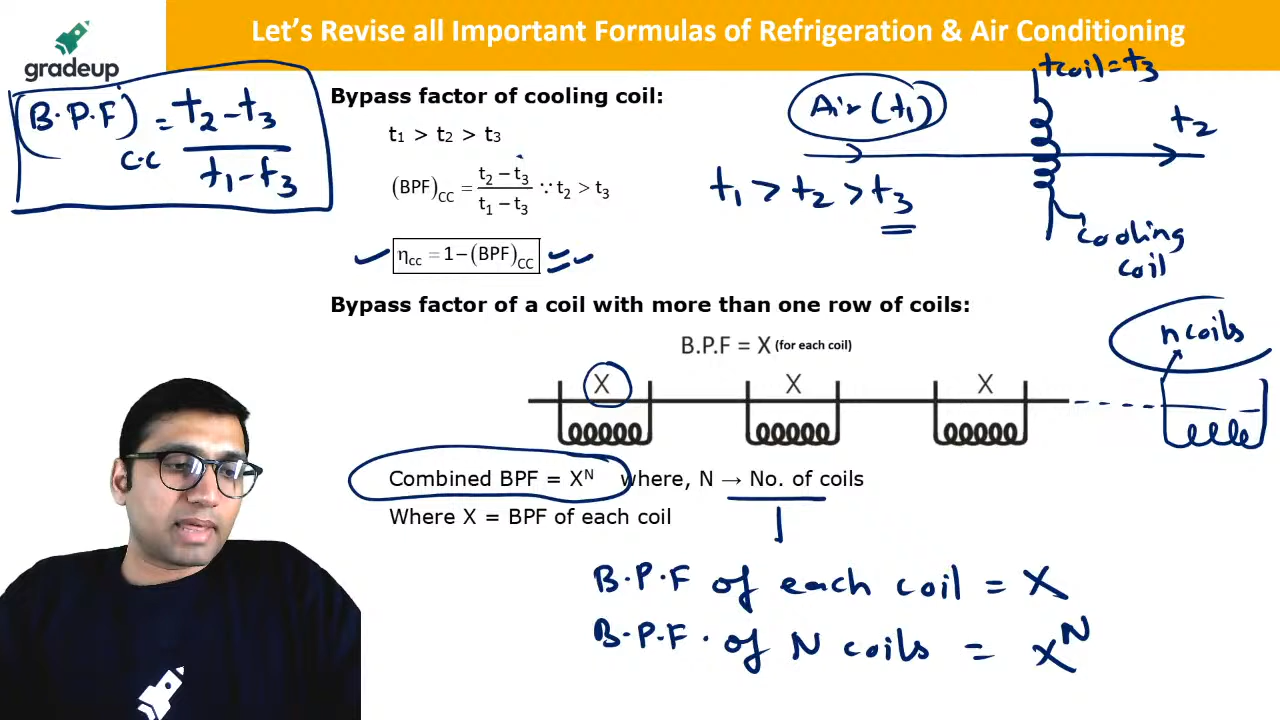 Let's Revise all Important Formulas of Refrigeration & Air Conditioning
gradeup
(B.P.F)c.c = t2-t3 / t1-t3
Bypass factor of cooling coil:
t1 > t2 > t3
(BPF)CC = t2 − t3 / t1 − t3 ∵ t2 > t3
ηcc = 1−(BPF)CC
Air (t1)
tcoil = t3
t2
t1 > t2 > t3
cooling
coil
Bypass factor of a coil with more than one row of coils:
B.P.F = X (for each coil)
n coils
X X X
Combined BPF = Xᴺ where, N → No. of coils
Where X = BPF of each coil
B.P.F of each coil = X
B.P.F. of N coils = Xᴺ